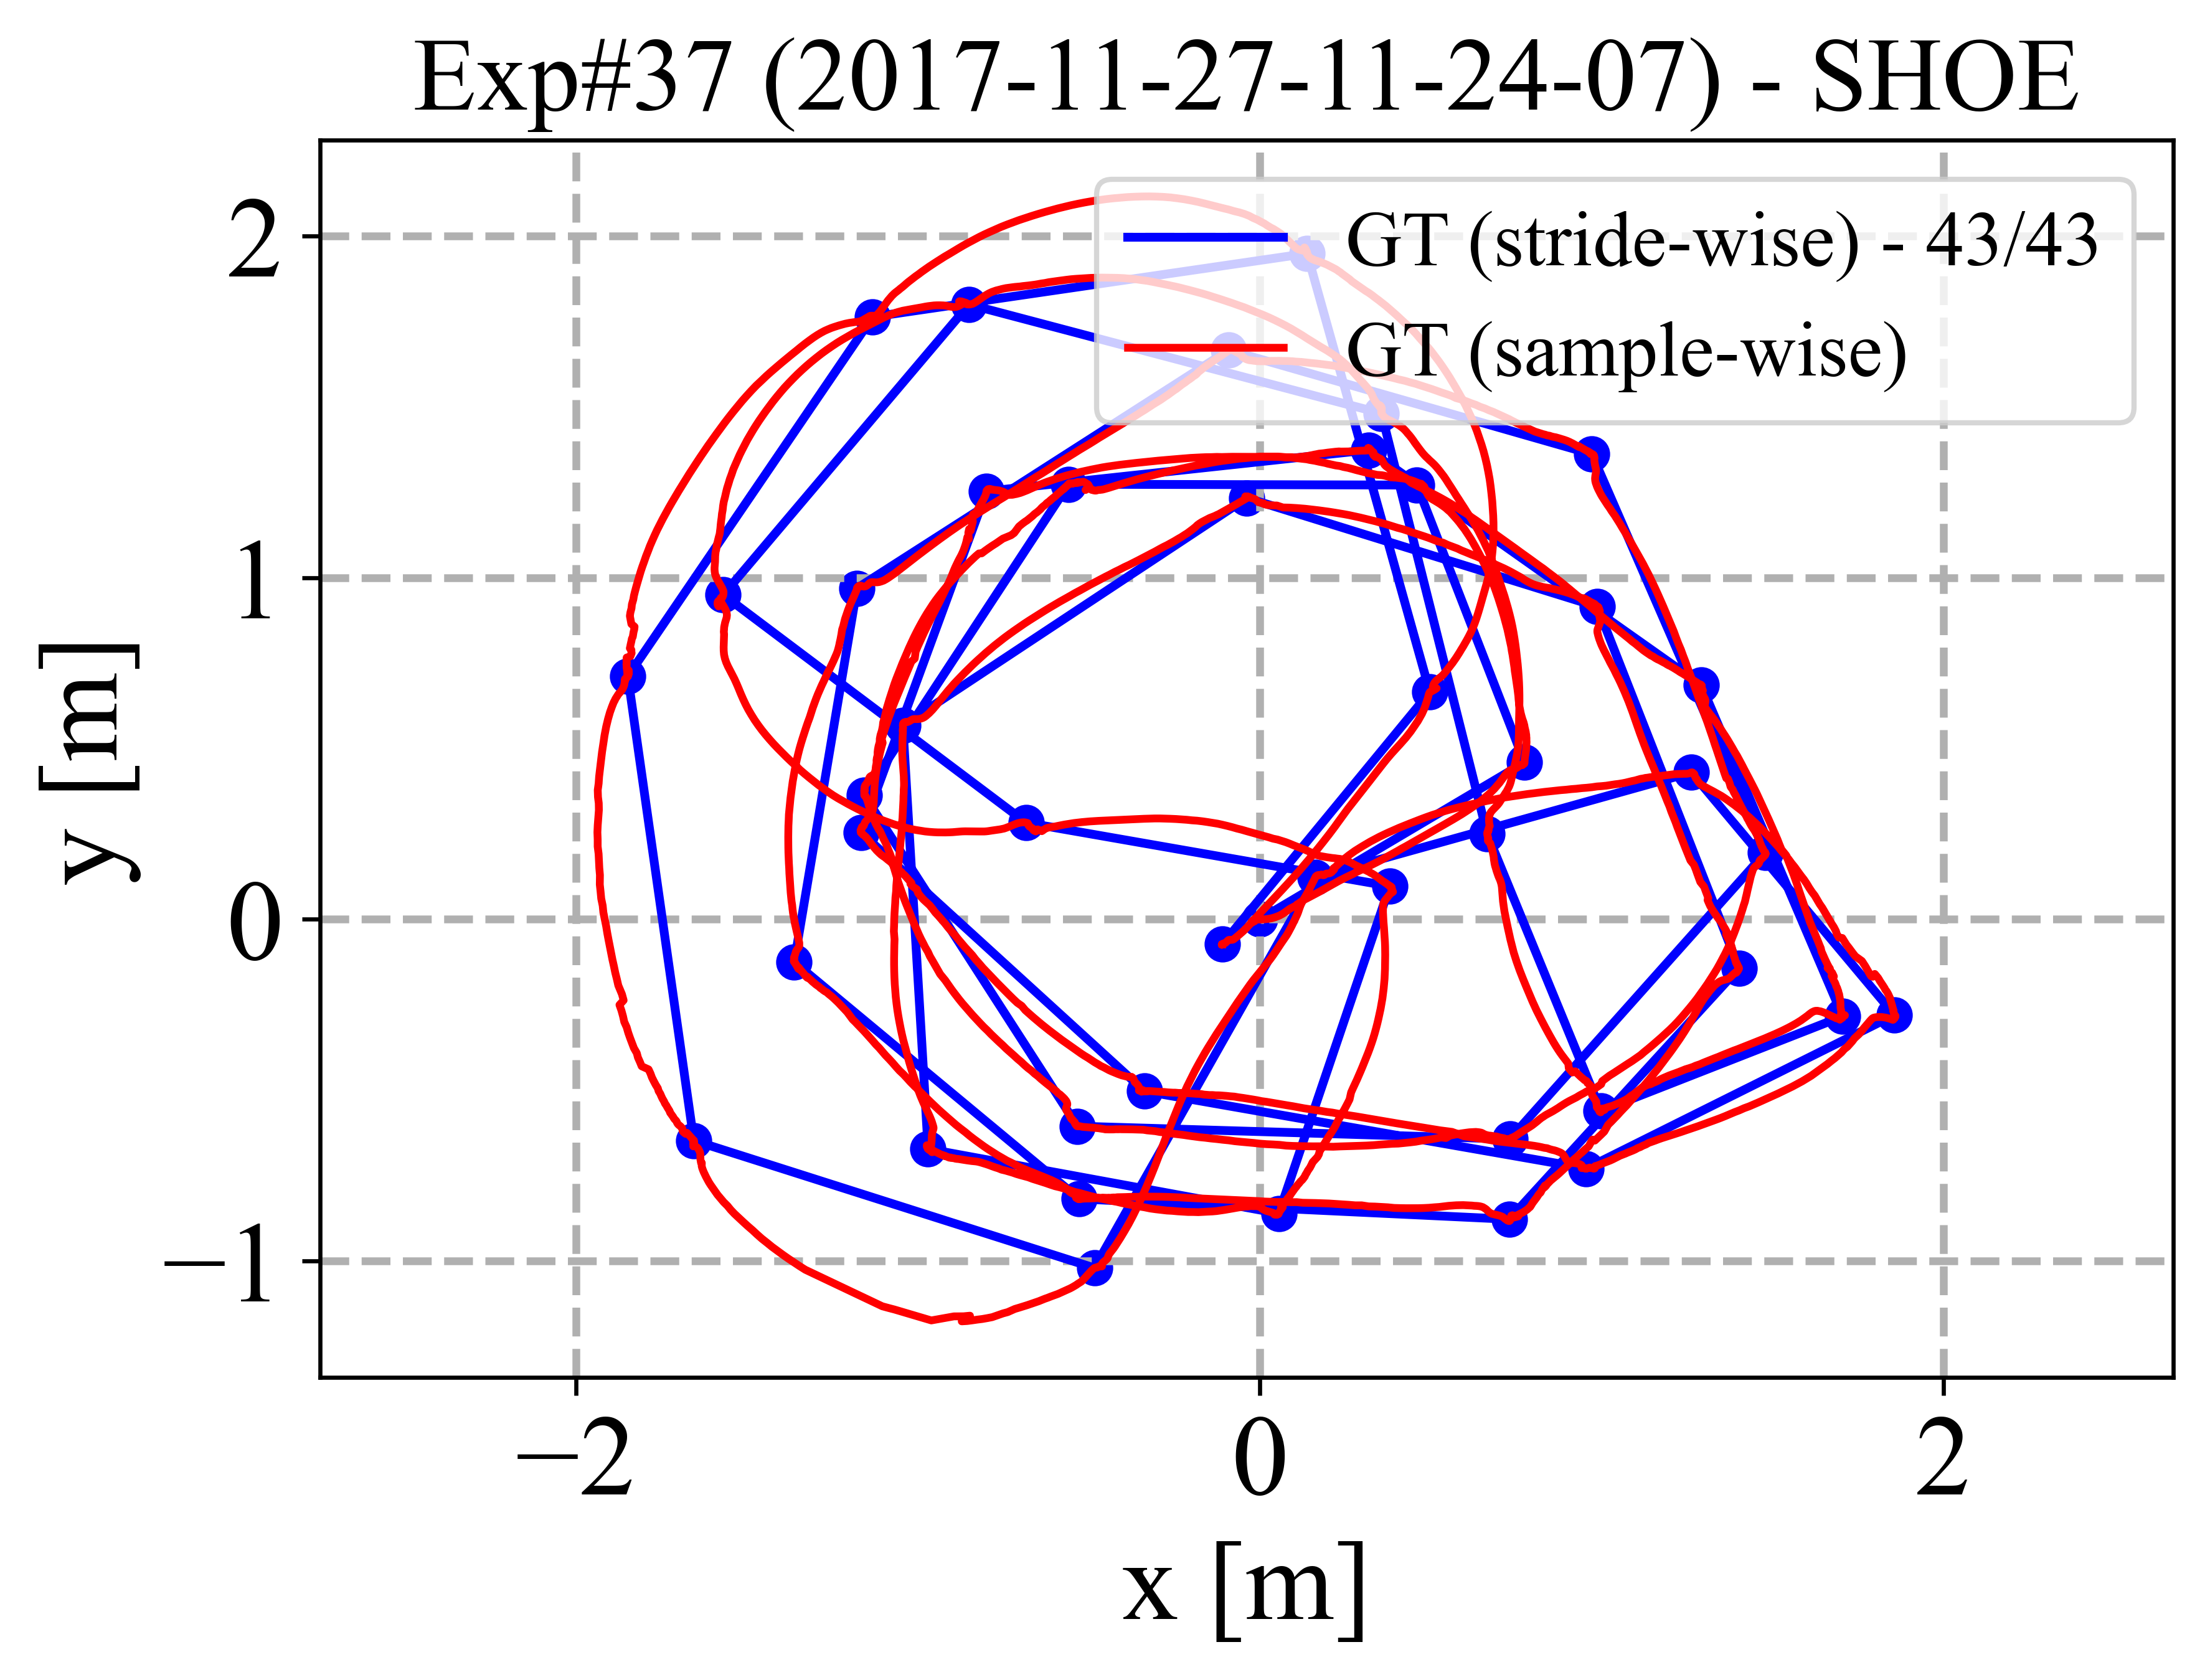 Exp#37 (2017-11-27-11-24-07) - SHOE
GT (stride-wise) - 43/43
GT (sample-wise)
2
1
0
−1
y [m]
−2
0
2
x [m]